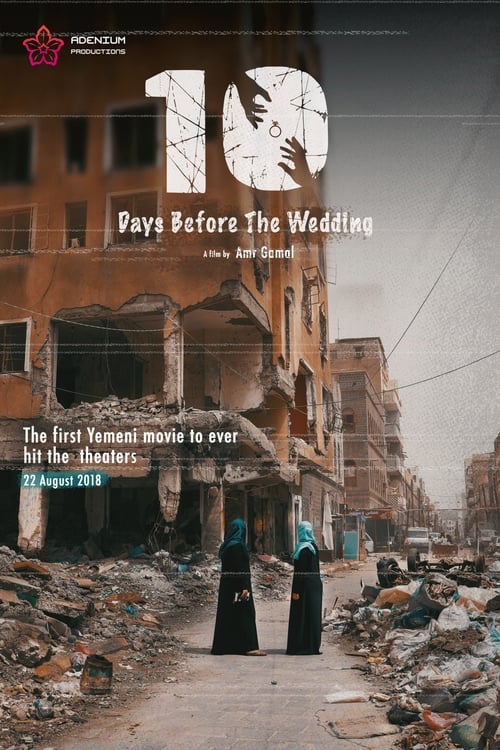 ADENIUM
PRODUCTIONS
10
Days Before The Wedding
A film by Amr Gamal
The first Yemeni movie to ever
hit the theaters
22 August 2018